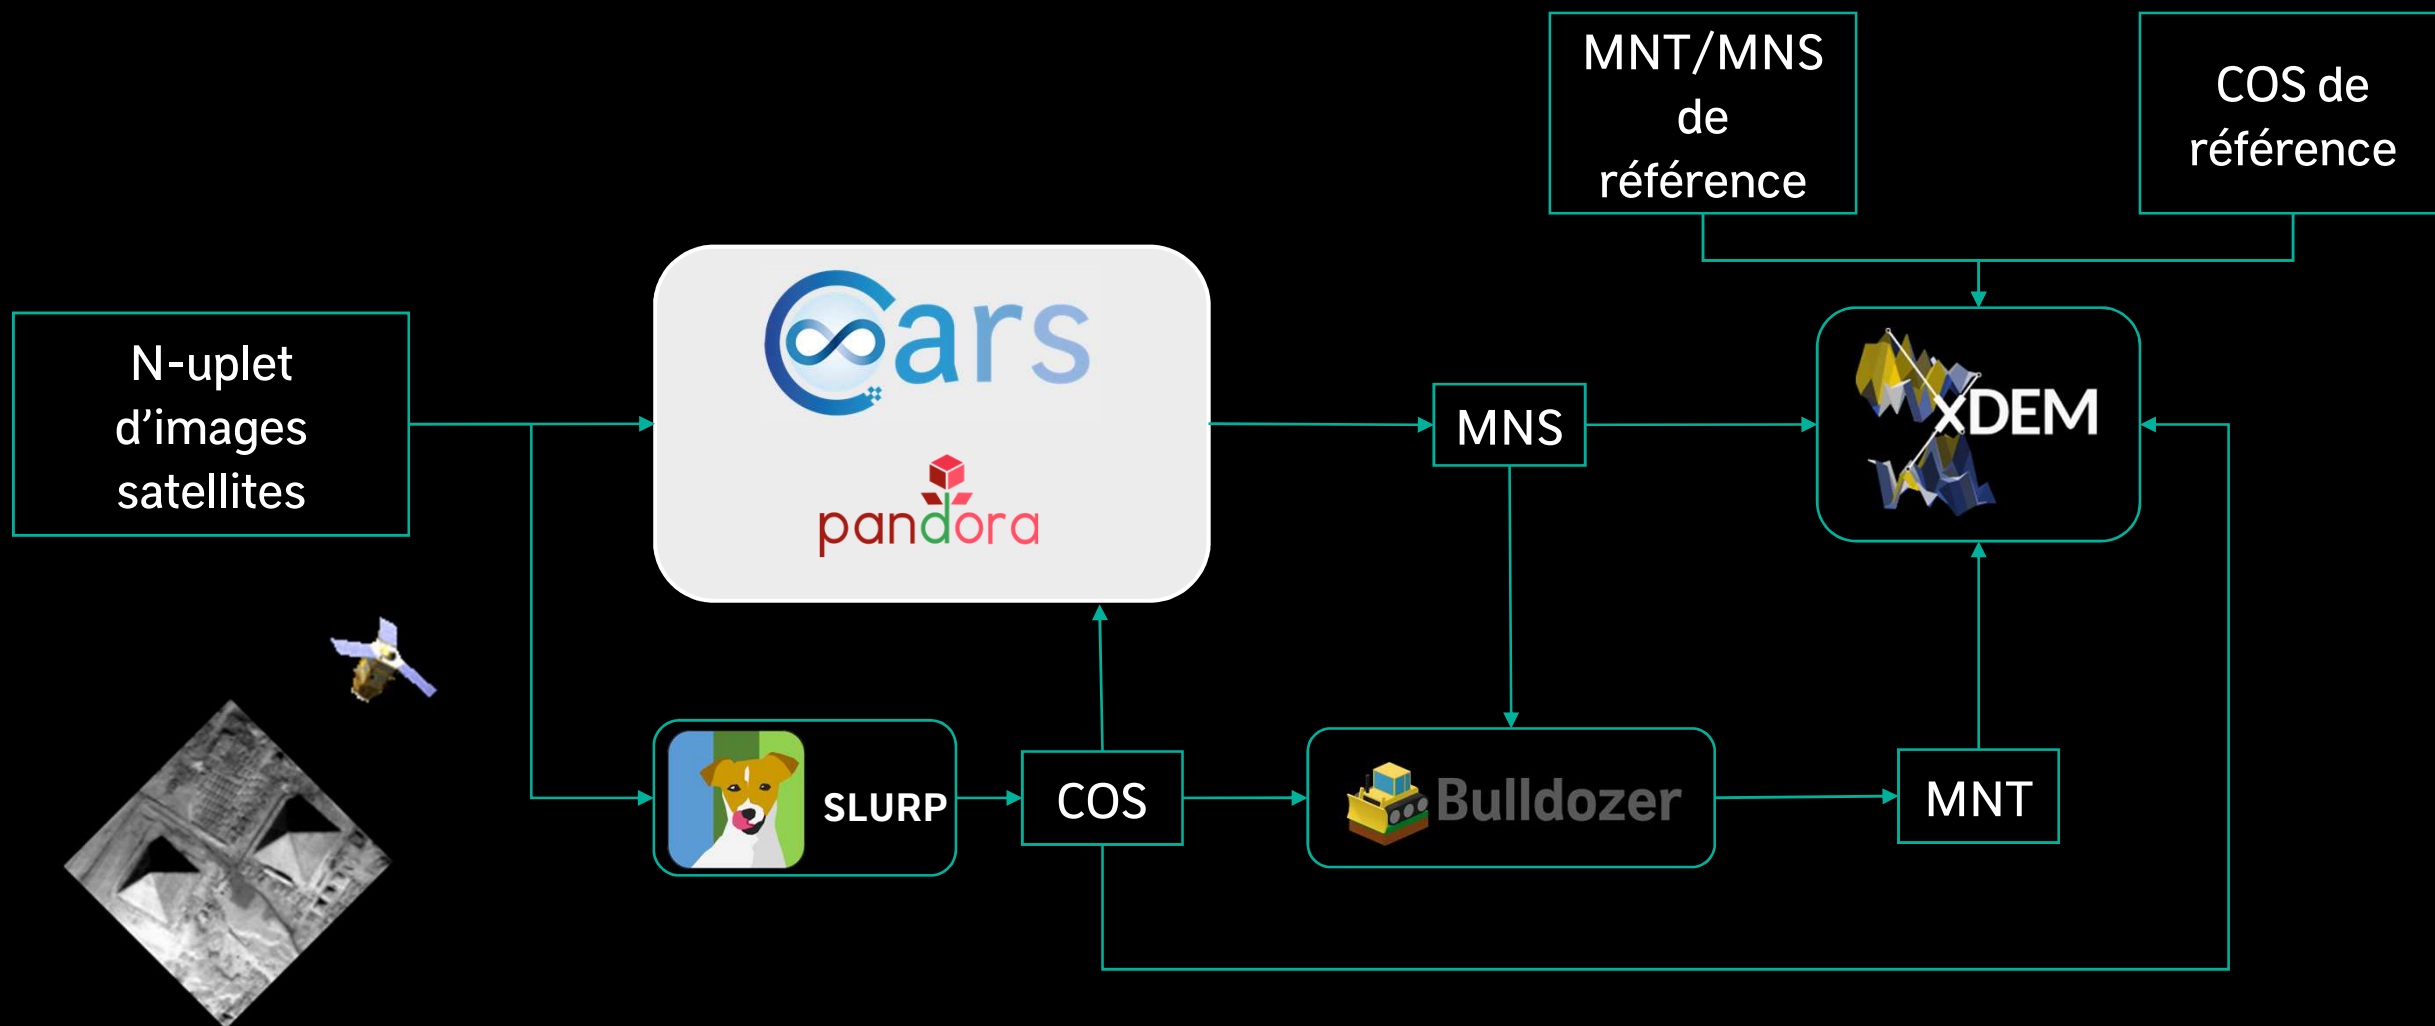 MNT/MNS
de
référence
COS de
référence
N-uplet
d’images
satellites
Cars
pandora
MNS
xDEM
SLURP
COS
Bulldozer
MNT